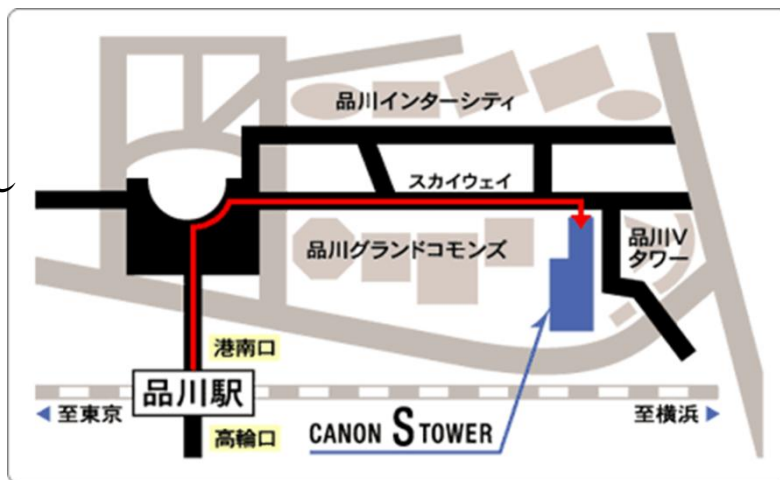 品川インターシティ
スカイウェイ
品川グランドコモンズ
品川V
タワー
港南口
品川駅
至東京
高輪口
CANON S TOWER
至横浜